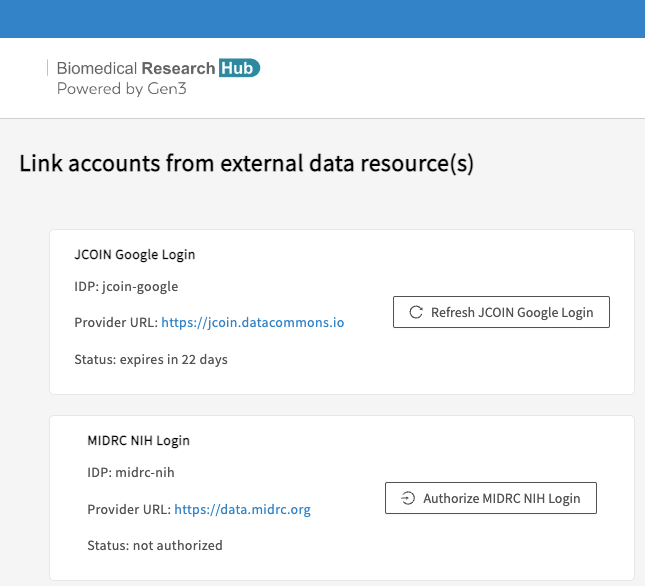 Biomedical Research Hub
Powered by Gen3
Link accounts from external data resource(s)
JCOIN Google Login
IDP: jcoin-google
Provider URL: https://jcoin.datacommons.io
Refresh JCOIN Google Login
Status: expires in 22 days
MIDRC NIH Login
IDP: midrc-nih
Provider URL: https://data.midrc.org
Authorize MIDRC NIH Login
Status: not authorized